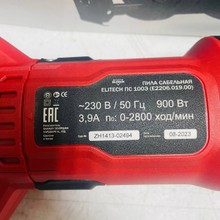 ПИЛА САБЕЛЬНАЯ
ELITECH ПС 1003 (E2206.019.00)
~230 В / 50 Гц 900 Вт
3,9А n₀: 0-2800 ход/мин
ZH1413-02494
08-2023